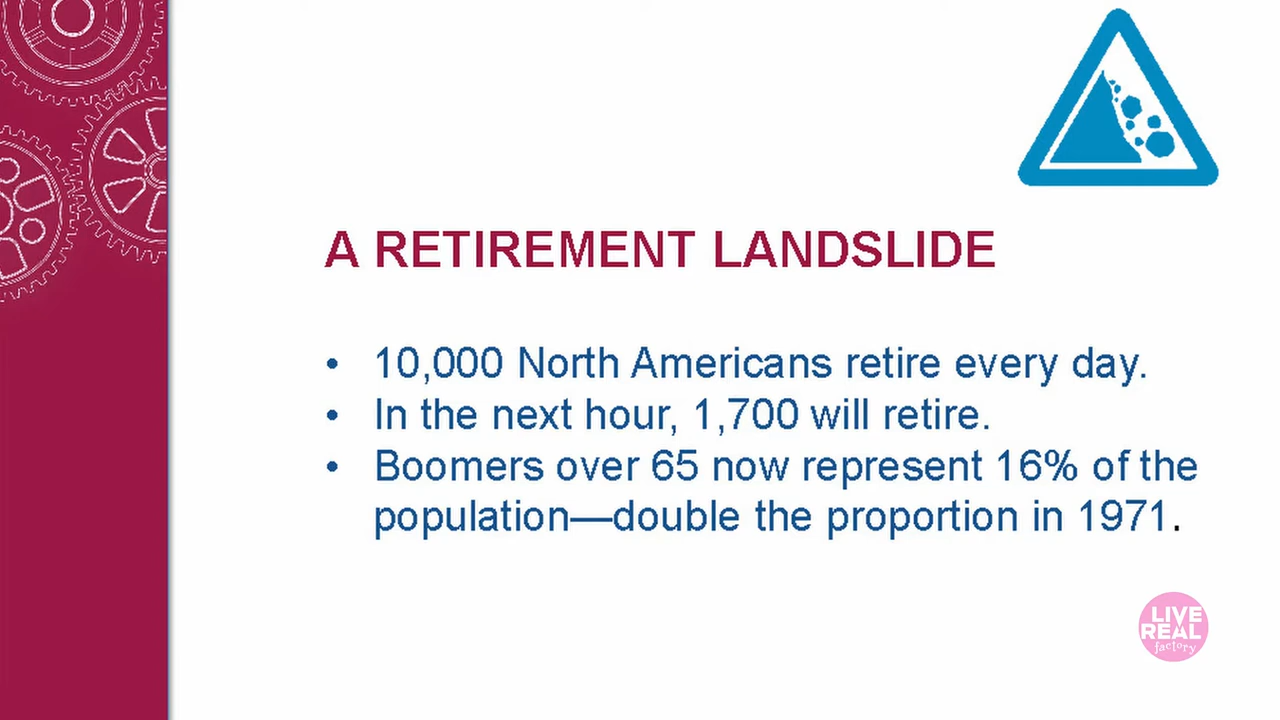 A RETIREMENT LANDSLIDE
• 10,000 North Americans retire every day.
• In the next hour, 1,700 will retire.
• Boomers over 65 now represent 16% of the
population—double the proportion in 1971.
LIVE
REAL
factory